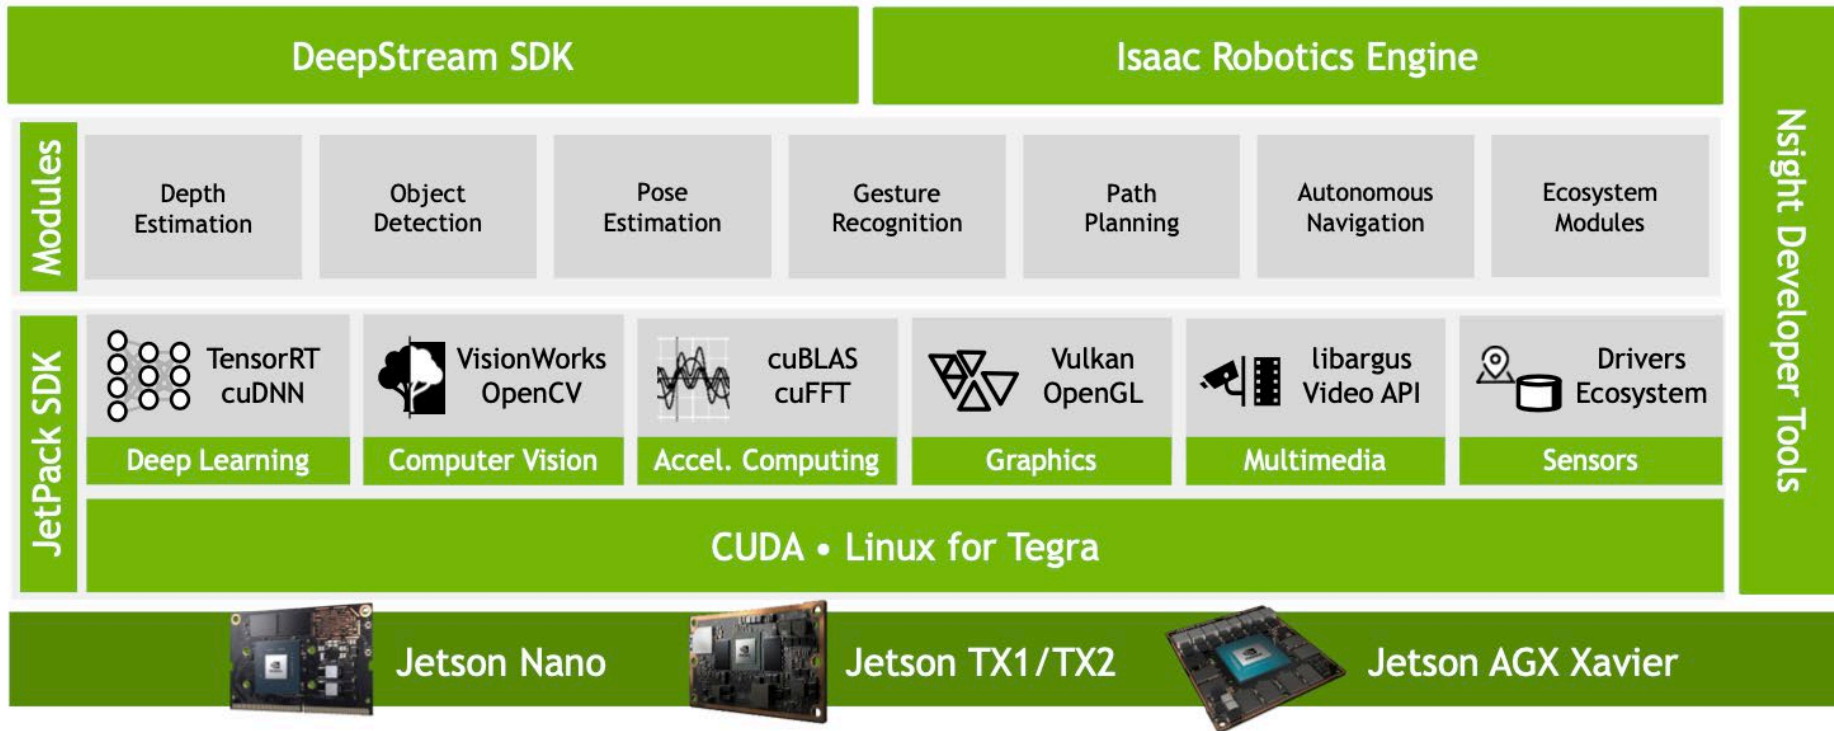 DeepStream SDK
Isaac Robotics Engine
Nsight Developer Tools
Modules
Depth
Estimation
Object
Detection
Pose
Estimation
Gesture
Recognition
Path
Planning
Autonomous
Navigation
Ecosystem
Modules
JetPack SDK
TensorRT
cuDNN
Deep Learning
VisionWorks
OpenCV
Computer Vision
cuBLAS
cuFFT
Accel. Computing
Vulkan
OpenGL
Graphics
libargus
Video API
Multimedia
Drivers
Ecosystem
Sensors
CUDA • Linux for Tegra
Jetson Nano
Jetson TX1/TX2
Jetson AGX Xavier